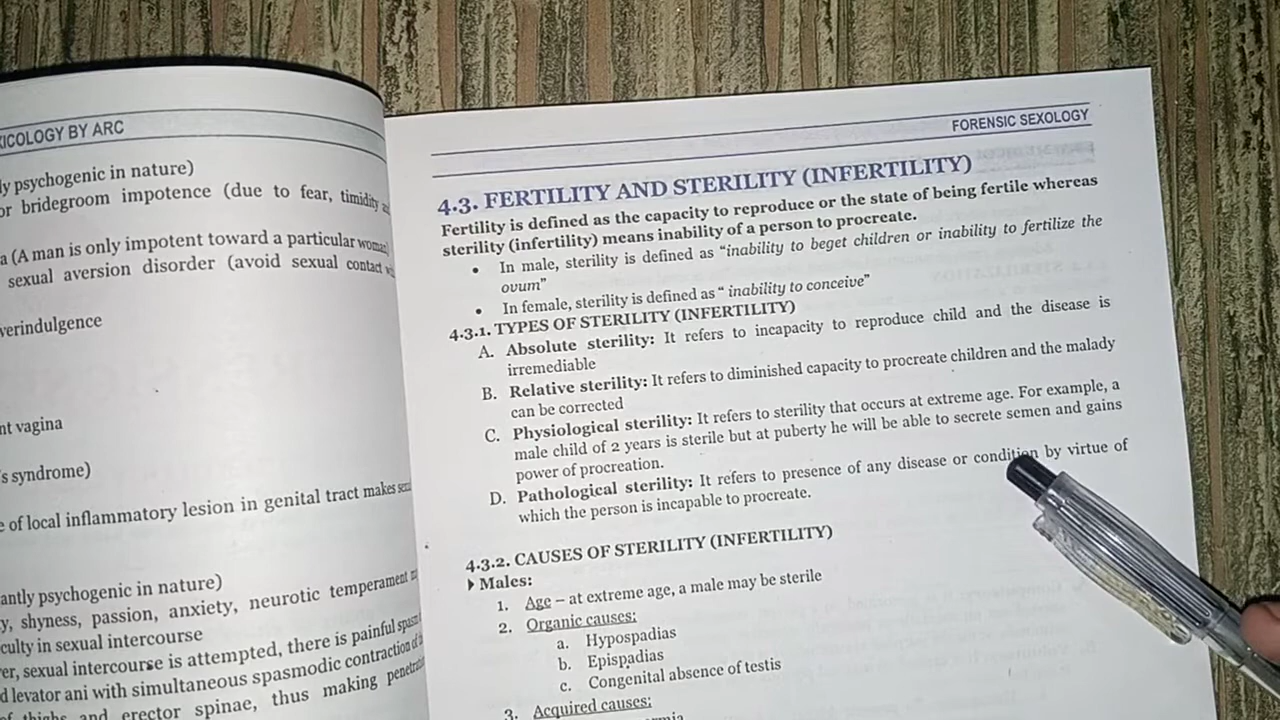 ICOLOGY BY ARC
ly psychogenic in nature)
or bridegroom impotence (due to fear, timidity
a (A man is only impotent toward a particular woman)
sexual aversion disorder (avoid sexual contact
verindulgence
nt vagina
's syndrome)
e of local inflammatory lesion in genital tract makes
antly psychogenic in nature)
y, shyness, passion, anxiety, neurotic temperament
culty in sexual intercourse
er, sexual intercourse is attempted, there is painful
d levator ani with simultaneous spasmodic contraction of
of thighs and erector spinae, thus making
FORENSIC SEXOLOGY
4.3. FERTILITY AND STERILITY (INFERTILITY)
Fertility is defined as the capacity to reproduce or the state of being fertile whereas
sterility (infertility) means inability of a person to procreate.
• In male, sterility is defined as “inability to beget children or inability to fertilize the
ovum”
• In female, sterility is defined as “ inability to conceive”
4.3.1. TYPES OF STERILITY (INFERTILITY)
A. Absolute sterility: It refers to incapacity to reproduce child and the disease is
irremediable
B. Relative sterility: It refers to diminished capacity to procreate children and the malady
can be corrected
C. Physiological sterility: It refers to sterility that occurs at extreme age. For example, a
male child of 2 years is sterile but at puberty he will be able to secrete semen and gains
power of procreation.
D. Pathological sterility: It refers to presence of any disease or condition by virtue of
which the person is incapable to procreate.
4.3.2. CAUSES OF STERILITY (INFERTILITY)
Males:
1. Age – at extreme age, a male may be sterile
2. Organic causes:
a. Hypospadias
b. Epispadias
c. Congenital absence of testis
3. Acquired causes: